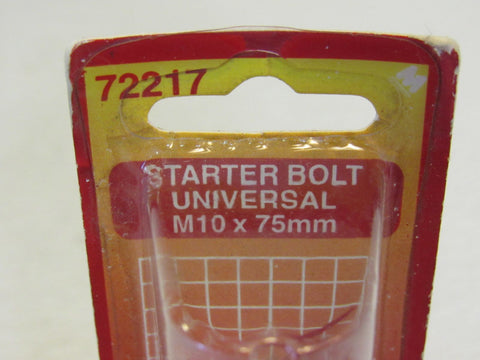 72217
STARTER BOLT
UNIVERSAL
M10 x 75mm